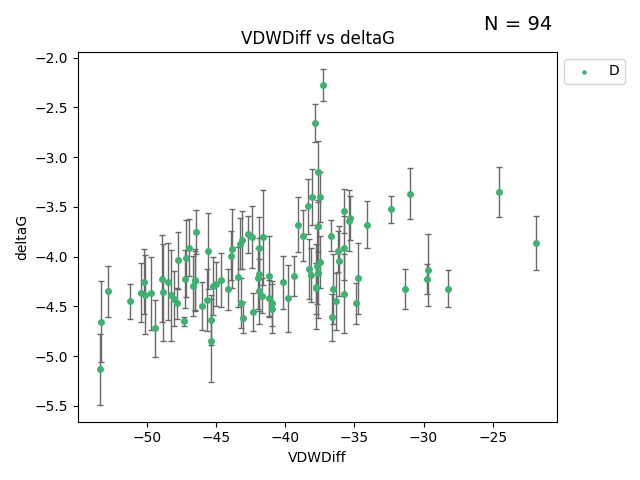 N = 94
VDWDiff vs deltaG
D
deltaG
−2.0
−2.5
−3.0
−3.5
−4.0
−4.5
−5.0
−5.5
−50 −45 −40 −35 −30 −25
VDWDiff